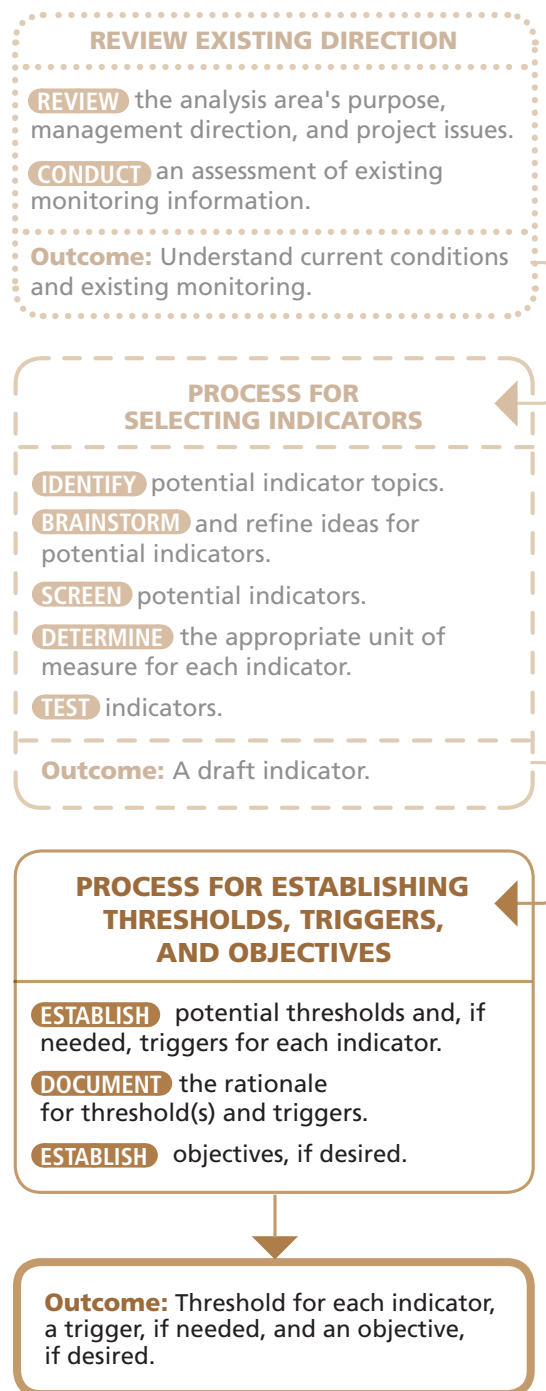 REVIEW EXISTING DIRECTION
REVIEW the analysis area's purpose,
management direction, and project issues.
CONDUCT an assessment of existing
monitoring information.
Outcome: Understand current conditions
and existing monitoring.
PROCESS FOR
SELECTING INDICATORS
IDENTIFY potential indicator topics.
BRAINSTORM and refine ideas for
potential indicators.
SCREEN potential indicators.
DETERMINE the appropriate unit of
measure for each indicator.
TEST indicators.
Outcome: A draft indicator.
PROCESS FOR ESTABLISHING
THRESHOLDS, TRIGGERS,
AND OBJECTIVES
ESTABLISH potential thresholds and, if
needed, triggers for each indicator.
DOCUMENT the rationale
for threshold(s) and triggers.
ESTABLISH objectives, if desired.
Outcome: Threshold for each indicator,
a trigger, if needed, and an objective,
if desired.